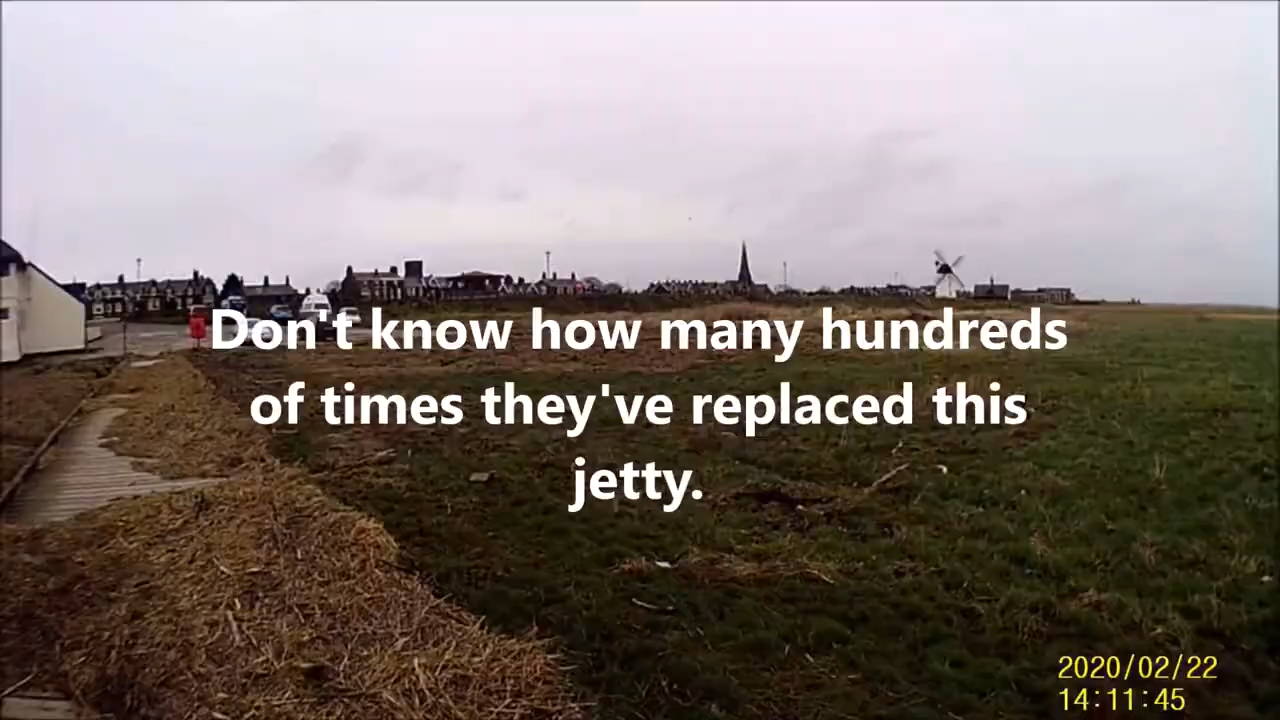 Don't know how many hundreds
of times they've replaced this
jetty.
2020/02/22
14:11:45